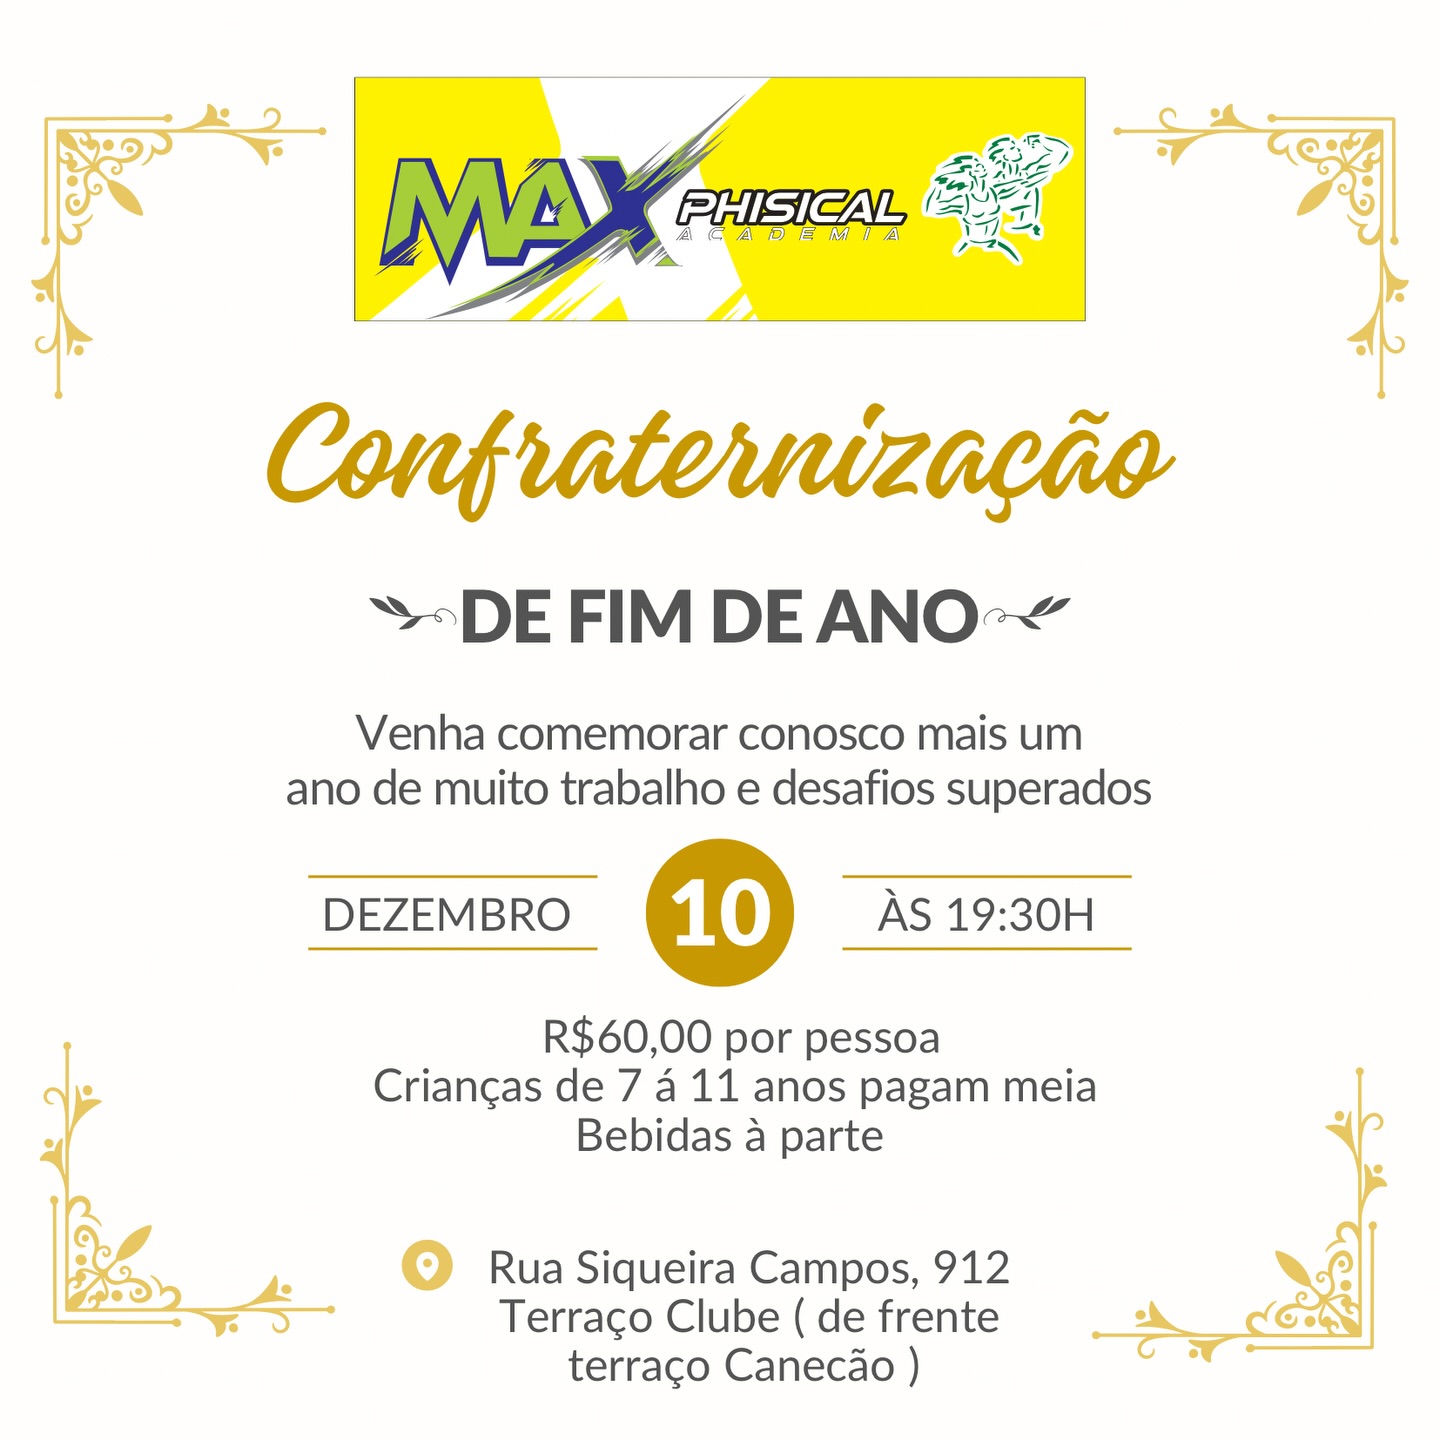 MAX PHISICAL
ACADEMIA
Confraternização
DE FIM DE ANO
Venha comemorar conosco mais um
ano de muito trabalho e desafios superados
DEZEMBRO 10 ÀS 19:30H
R$60,00 por pessoa
Crianças de 7 á 11 anos pagam meia
Bebidas à parte
Rua Siqueira Campos, 912
Terraço Clube ( de frente
terraço Canecão )